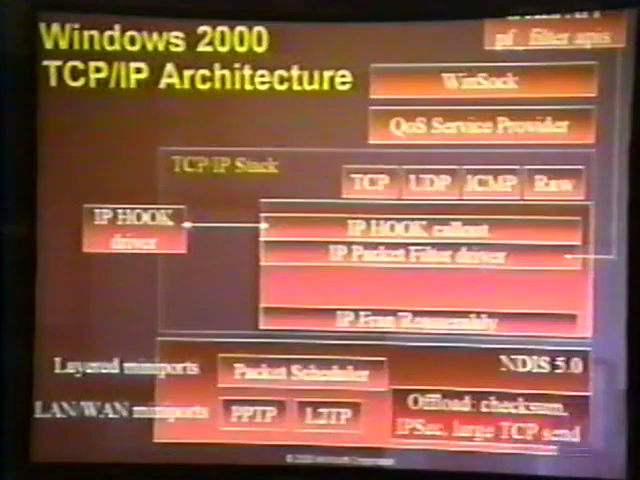 Windows 2000
TCP/IP Architecture
pf_filter apis
WinSock
QoS Service Provider
TCP/IP Stack
TCP UDP ICMP Raw
IP HOOK
driver
IP HOOK callout
IP Packet Filter driver
IP Frag Reassembly
Layered miniports
Packet Scheduler
NDIS 5.0
LAN/WAN miniports
PPTP L2TP
Offload: checksum,
IPSec, large TCP send